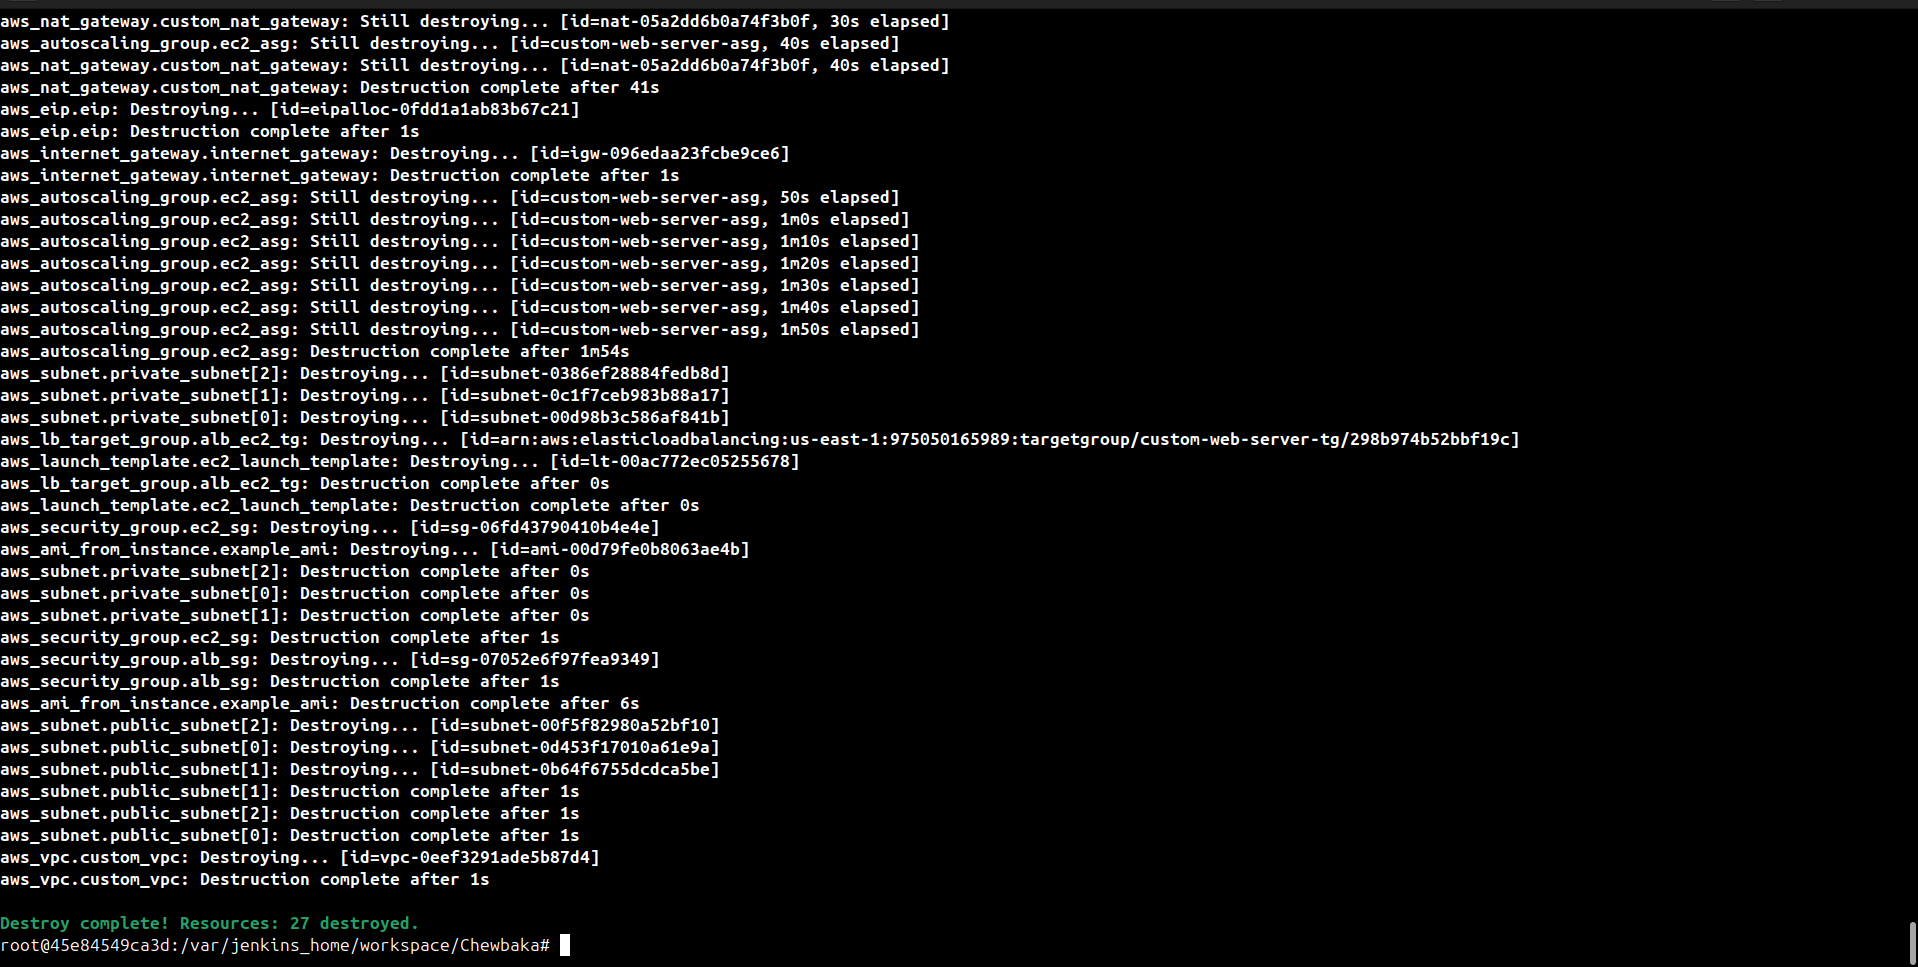 aws_nat_gateway.custom_nat_gateway: Still destroying... [id=nat-05a2dd6b0a74f3b0f, 30s elapsed]
aws_autoscaling_group.ec2_asg: Still destroying... [id=custom-web-server-asg, 40s elapsed]
aws_nat_gateway.custom_nat_gateway: Still destroying... [id=nat-05a2dd6b0a74f3b0f, 40s elapsed]
aws_nat_gateway.custom_nat_gateway: Destruction complete after 41s
aws_eip.eip: Destroying... [id=eipalloc-0fdd1a1ab83b67c21]
aws_eip.eip: Destruction complete after 1s
aws_internet_gateway.internet_gateway: Destroying... [id=igw-096edaa23fcbe9ce6]
aws_internet_gateway.internet_gateway: Destruction complete after 1s
aws_autoscaling_group.ec2_asg: Still destroying... [id=custom-web-server-asg, 50s elapsed]
aws_autoscaling_group.ec2_asg: Still destroying... [id=custom-web-server-asg, 1m0s elapsed]
aws_autoscaling_group.ec2_asg: Still destroying... [id=custom-web-server-asg, 1m10s elapsed]
aws_autoscaling_group.ec2_asg: Still destroying... [id=custom-web-server-asg, 1m20s elapsed]
aws_autoscaling_group.ec2_asg: Still destroying... [id=custom-web-server-asg, 1m30s elapsed]
aws_autoscaling_group.ec2_asg: Still destroying... [id=custom-web-server-asg, 1m40s elapsed]
aws_autoscaling_group.ec2_asg: Still destroying... [id=custom-web-server-asg, 1m50s elapsed]
aws_autoscaling_group.ec2_asg: Destruction complete after 1m54s
aws_subnet.private_subnet[2]: Destroying... [id=subnet-0386ef28884fedb8d]
aws_subnet.private_subnet[1]: Destroying... [id=subnet-0c1f7ceb983b88a17]
aws_subnet.private_subnet[0]: Destroying... [id=subnet-00d98b3c586af841b]
aws_lb_target_group.alb_ec2_tg: Destroying... [id=arn:aws:elasticloadbalancing:us-east-1:975050165989:targetgroup/custom-web-server-tg/298b974b52bbf19c]
aws_launch_template.ec2_launch_template: Destroying... [id=lt-00ac772ec05255678]
aws_lb_target_group.alb_ec2_tg: Destruction complete after 0s
aws_launch_template.ec2_launch_template: Destruction complete after 0s
aws_security_group.ec2_sg: Destroying... [id=sg-06fd43790410b4e4e]
aws_ami_from_instance.example_ami: Destroying... [id=ami-00d79fe0b8063ae4b]
aws_subnet.private_subnet[2]: Destruction complete after 0s
aws_subnet.private_subnet[0]: Destruction complete after 0s
aws_subnet.private_subnet[1]: Destruction complete after 0s
aws_security_group.ec2_sg: Destruction complete after 1s
aws_security_group.alb_sg: Destroying... [id=sg-07052e6f97fea9349]
aws_security_group.alb_sg: Destruction complete after 1s
aws_ami_from_instance.example_ami: Destruction complete after 6s
aws_subnet.public_subnet[2]: Destroying... [id=subnet-00f5f82980a52bf10]
aws_subnet.public_subnet[0]: Destroying... [id=subnet-0d453f17010a61e9a]
aws_subnet.public_subnet[1]: Destroying... [id=subnet-0b64f6755dcdca5be]
aws_subnet.public_subnet[1]: Destruction complete after 1s
aws_subnet.public_subnet[2]: Destruction complete after 1s
aws_subnet.public_subnet[0]: Destruction complete after 1s
aws_vpc.custom_vpc: Destroying... [id=vpc-0eef3291ade5b87d4]
aws_vpc.custom_vpc: Destruction complete after 1s
Destroy complete! Resources: 27 destroyed.
root@45e84549ca3d:/var/jenkins_home/workspace/Chewbaka#